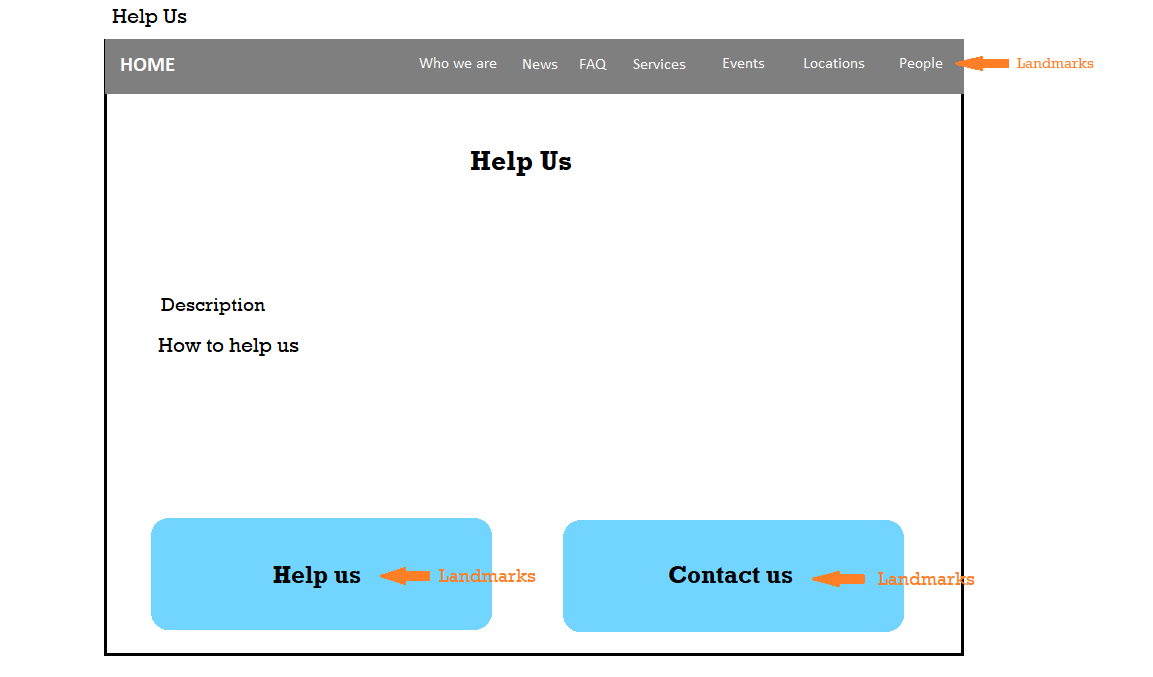 Help Us
HOME Who we are News FAQ Services Events Locations People Landmarks
Help Us
Description
How to help us
Help us Landmarks Contact us Landmarks